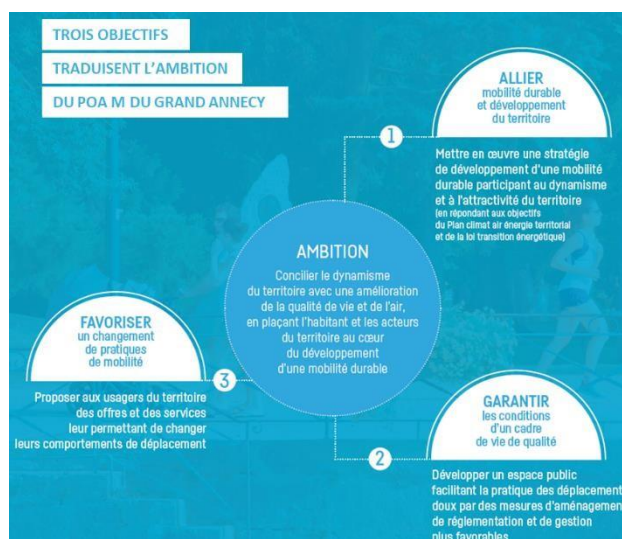 TROIS OBJECTIFS
TRADUISENT L'AMBITION
DU POA M DU GRAND ANNECY
ALLIER
mobilité durable
et développement
du territoire
1
Mettre en œuvre une stratégie
de développement d'une mobilité
durable participant au dynamisme
et à l'attractivité du territoire
(en répondant aux objectifs
du Plan climat air énergie territorial
et de la loi transition énergétique)
AMBITION
Concilier le dynamisme
du territoire avec une amélioration
de la qualité de vie et de l'air,
en plaçant l'habitant et les acteurs
du territoire au cœur
du développement
d'une mobilité durable
FAVORISER
un changement
de pratiques
de mobilité
3
Proposer aux usagers du territoire
des offres et des services
leur permettant de changer
leurs comportements de déplacement
GARANTIR
les conditions
d'un cadre
de vie de qualité
2
Développer un espace public
facilitant la pratique des déplacement
doux par des mesures d'aménagemen
de réglementation et de gestion
plus favorables